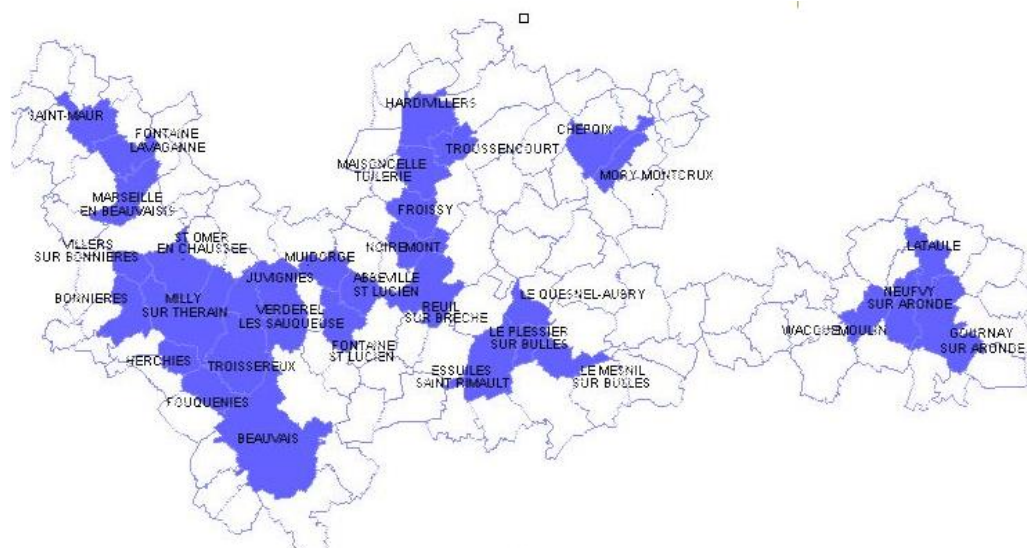 HARDIVILLERS
SAINT-MAUR
CHEPOIX
FONTAINE
LAVAGANNE
TROUSSENCOURT
MAISONCELLE
TUILERIE
MORY MONTCRUX
MARSEILLE
EN BEAUVAISIS
FROISSY
ST OMER
EN CHAUSSEE
VILLERS
SUR BONNIERES
NOIREMONT
LATAULE
MUIDORGE
JUVIGNIES
ABBEVILLE
ST LUCIEN
BONNIERES
MILLY
SUR THERAIN
LE QUESNEL-AUBRY
NEUFVY
SUR ARONDE
REUIL
SUR BRECHE
VERDEREL
LES SAUQUEUSE
LE PLESSIER
SUR BULLES
WACQUEMOULIN
GOURNAY
SUR ARONDE
FONTAINE
ST LUCIEN
HERCHIES
TROISSEREUX
ESSUILES
SAINT RIMAULT
LE MESNIL
SUR BULLES
FOUQUENIES
BEAUVAIS